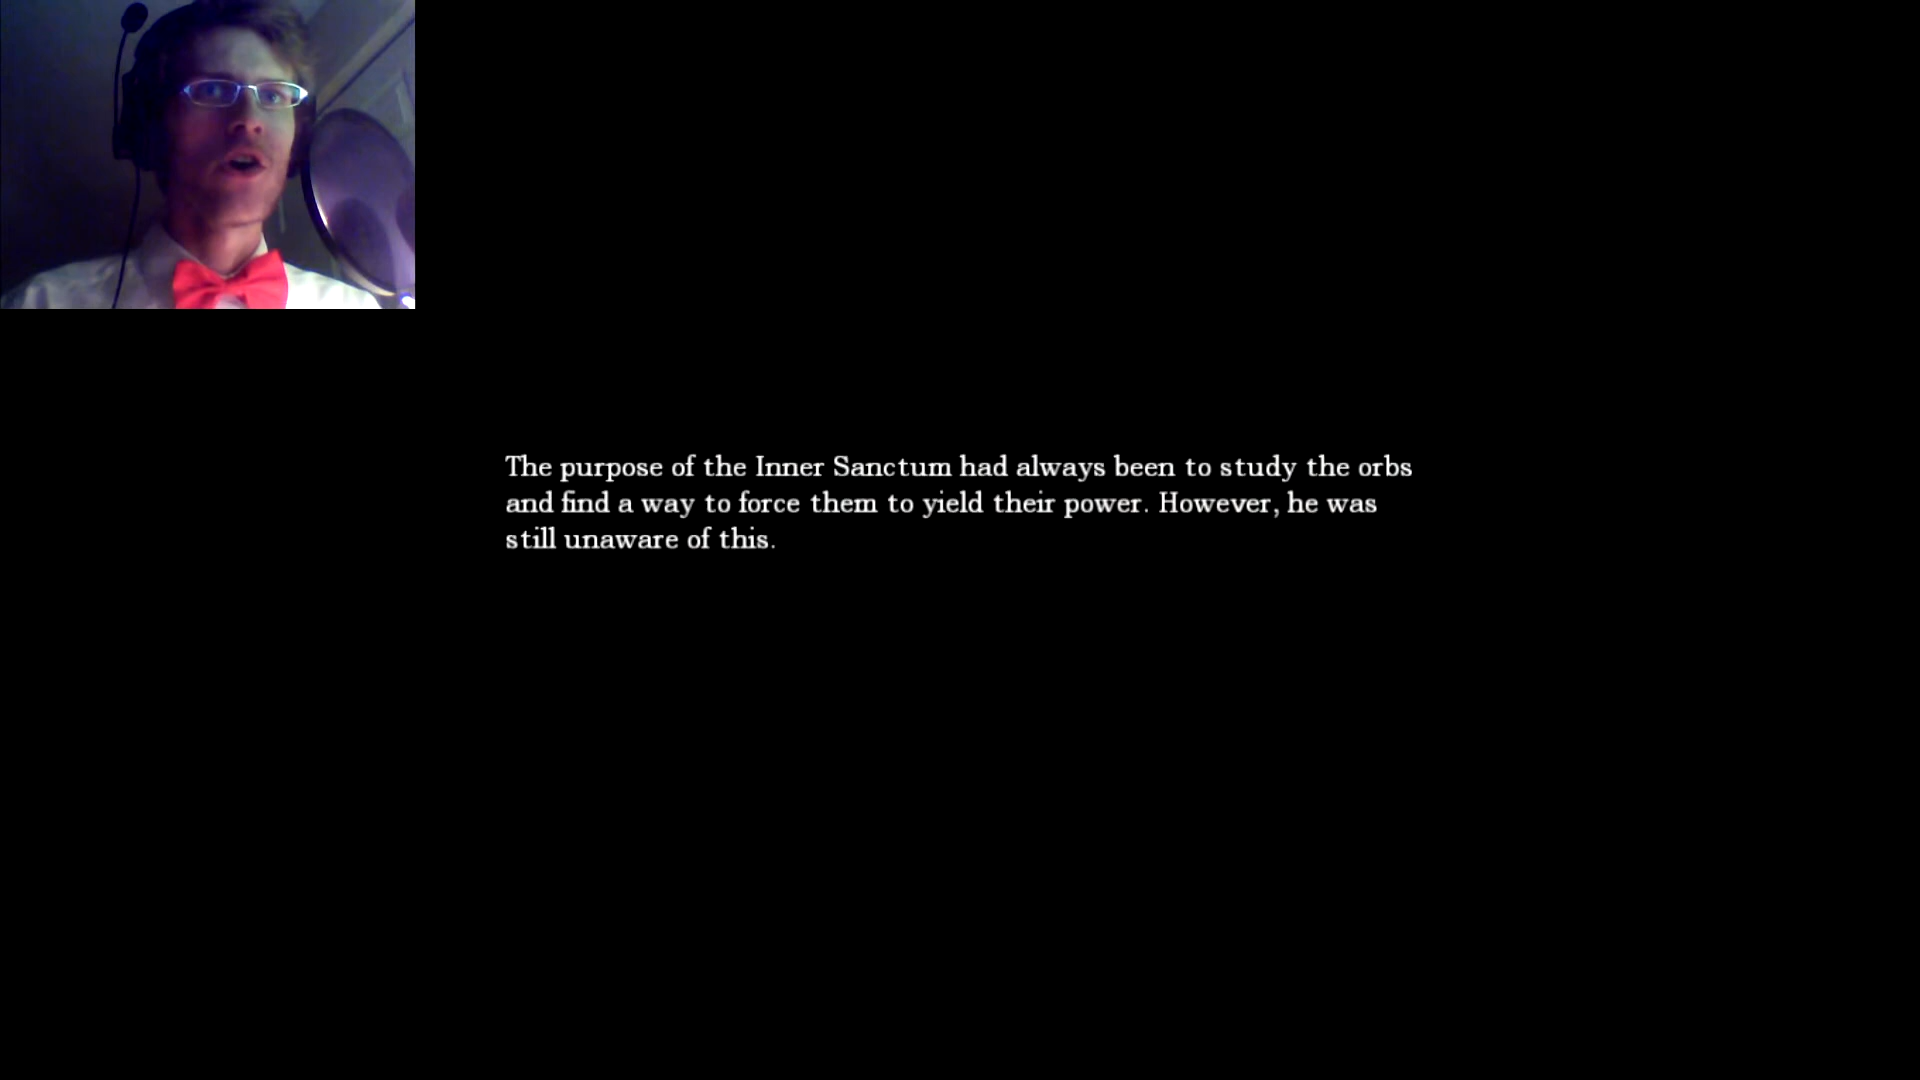 The purpose of the Inner Sanctum had always been to study the orbs
and find a way to force them to yield their power. However, he was
still unaware of this.